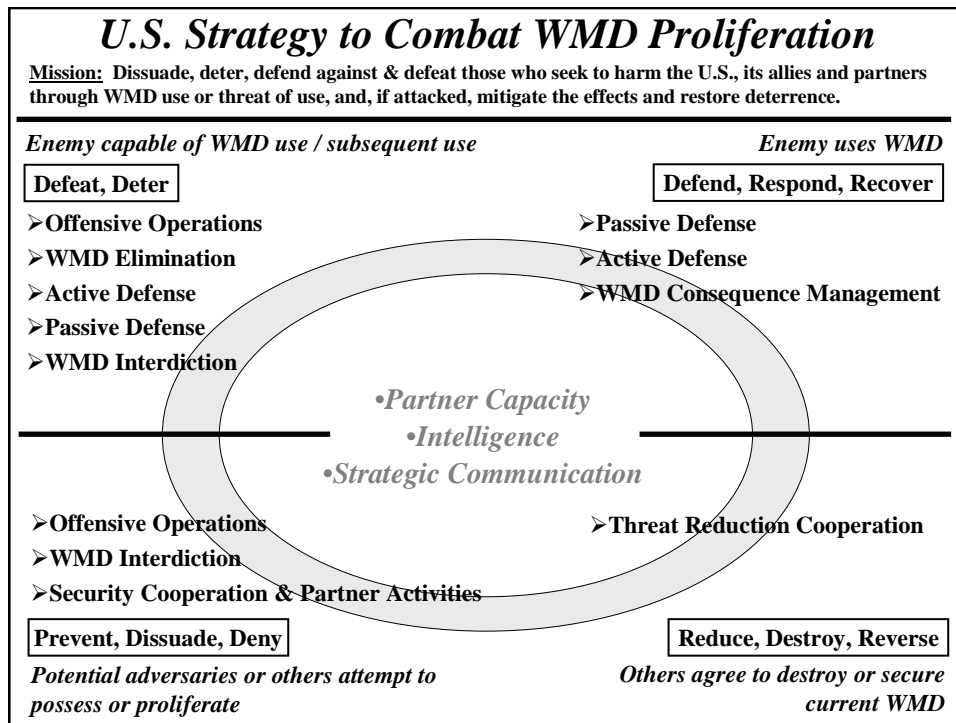 U.S. Strategy to Combat WMD Proliferation
Mission: Dissuade, deter, defend against & defeat those who seek to harm the U.S., its allies and partners
through WMD use or threat of use, and, if attacked, mitigate the effects and restore deterrence.
Enemy capable of WMD use / subsequent use
Defeat, Deter
➢Offensive Operations
➢WMD Elimination
➢Active Defense
➢Passive Defense
➢WMD Interdiction
Enemy uses WMD
Defend, Respond, Recover
➢Passive Defense
➢Active Defense
➢WMD Consequence Management
•Partner Capacity
•Intelligence
•Strategic Communication
➢Offensive Operations
➢WMD Interdiction
➢Security Cooperation & Partner Activities
Prevent, Dissuade, Deny
Potential adversaries or others attempt to
possess or proliferate
➢Threat Reduction Cooperation
Reduce, Destroy, Reverse
Others agree to destroy or secure
current WMD